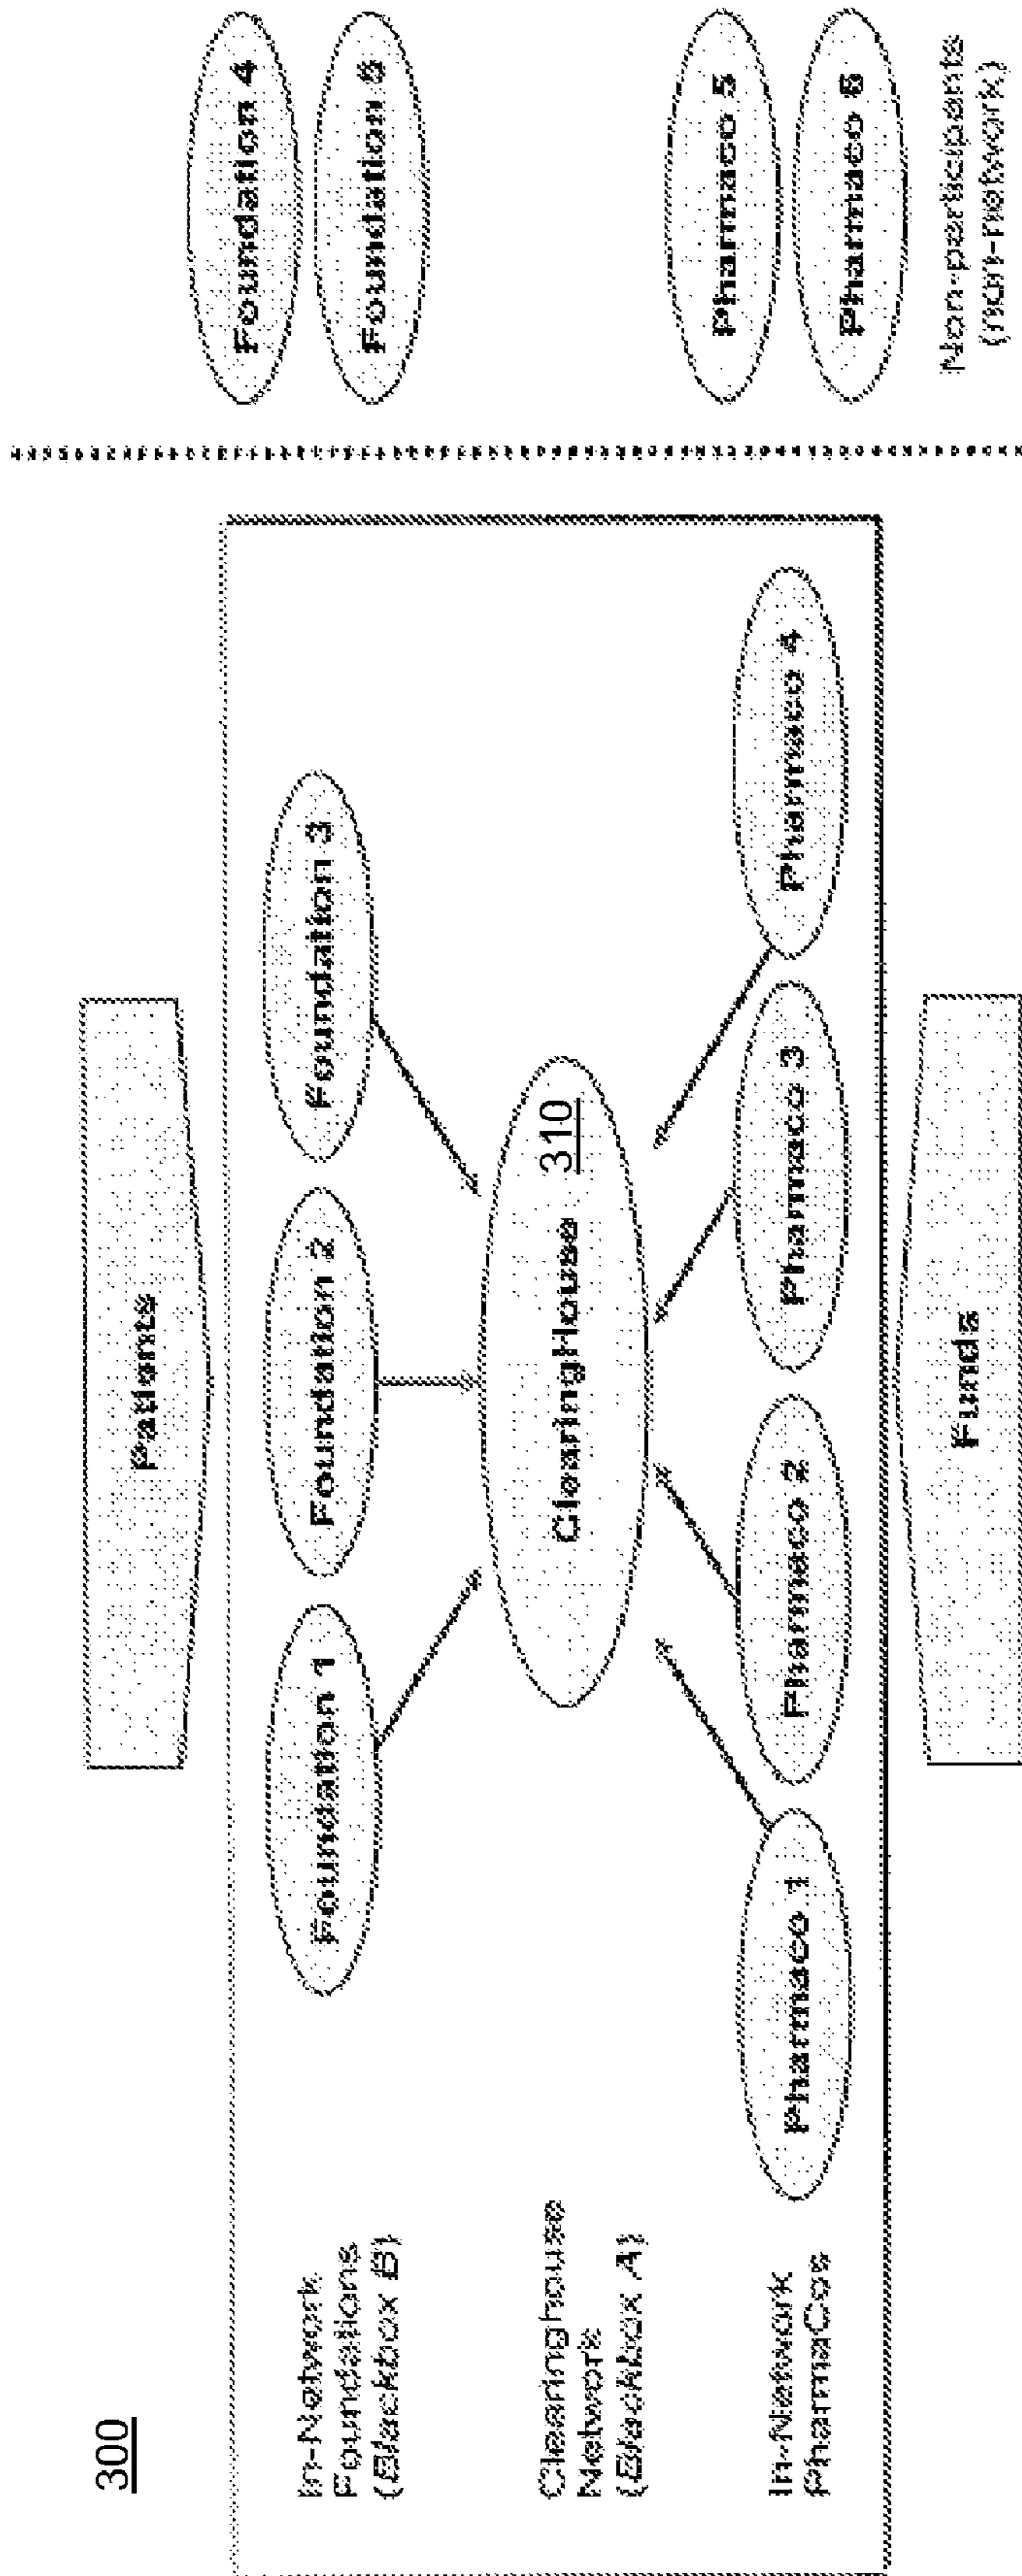 300
Patients
In-Network
Foundations
(Blackbox B)
Foundation 1
Foundation 2
Foundation 3
Clearinghouse
Network
(Blackbox A)
ClearingHouse 310
In-Network
PharmaCos
Pharmaco 1
Pharmaco 2
Pharmaco 3
Pharmaco 4
Funds
Foundation 4
Foundation
Pharmaco 5
Pharmaco 6
Non-participants
(non-network)